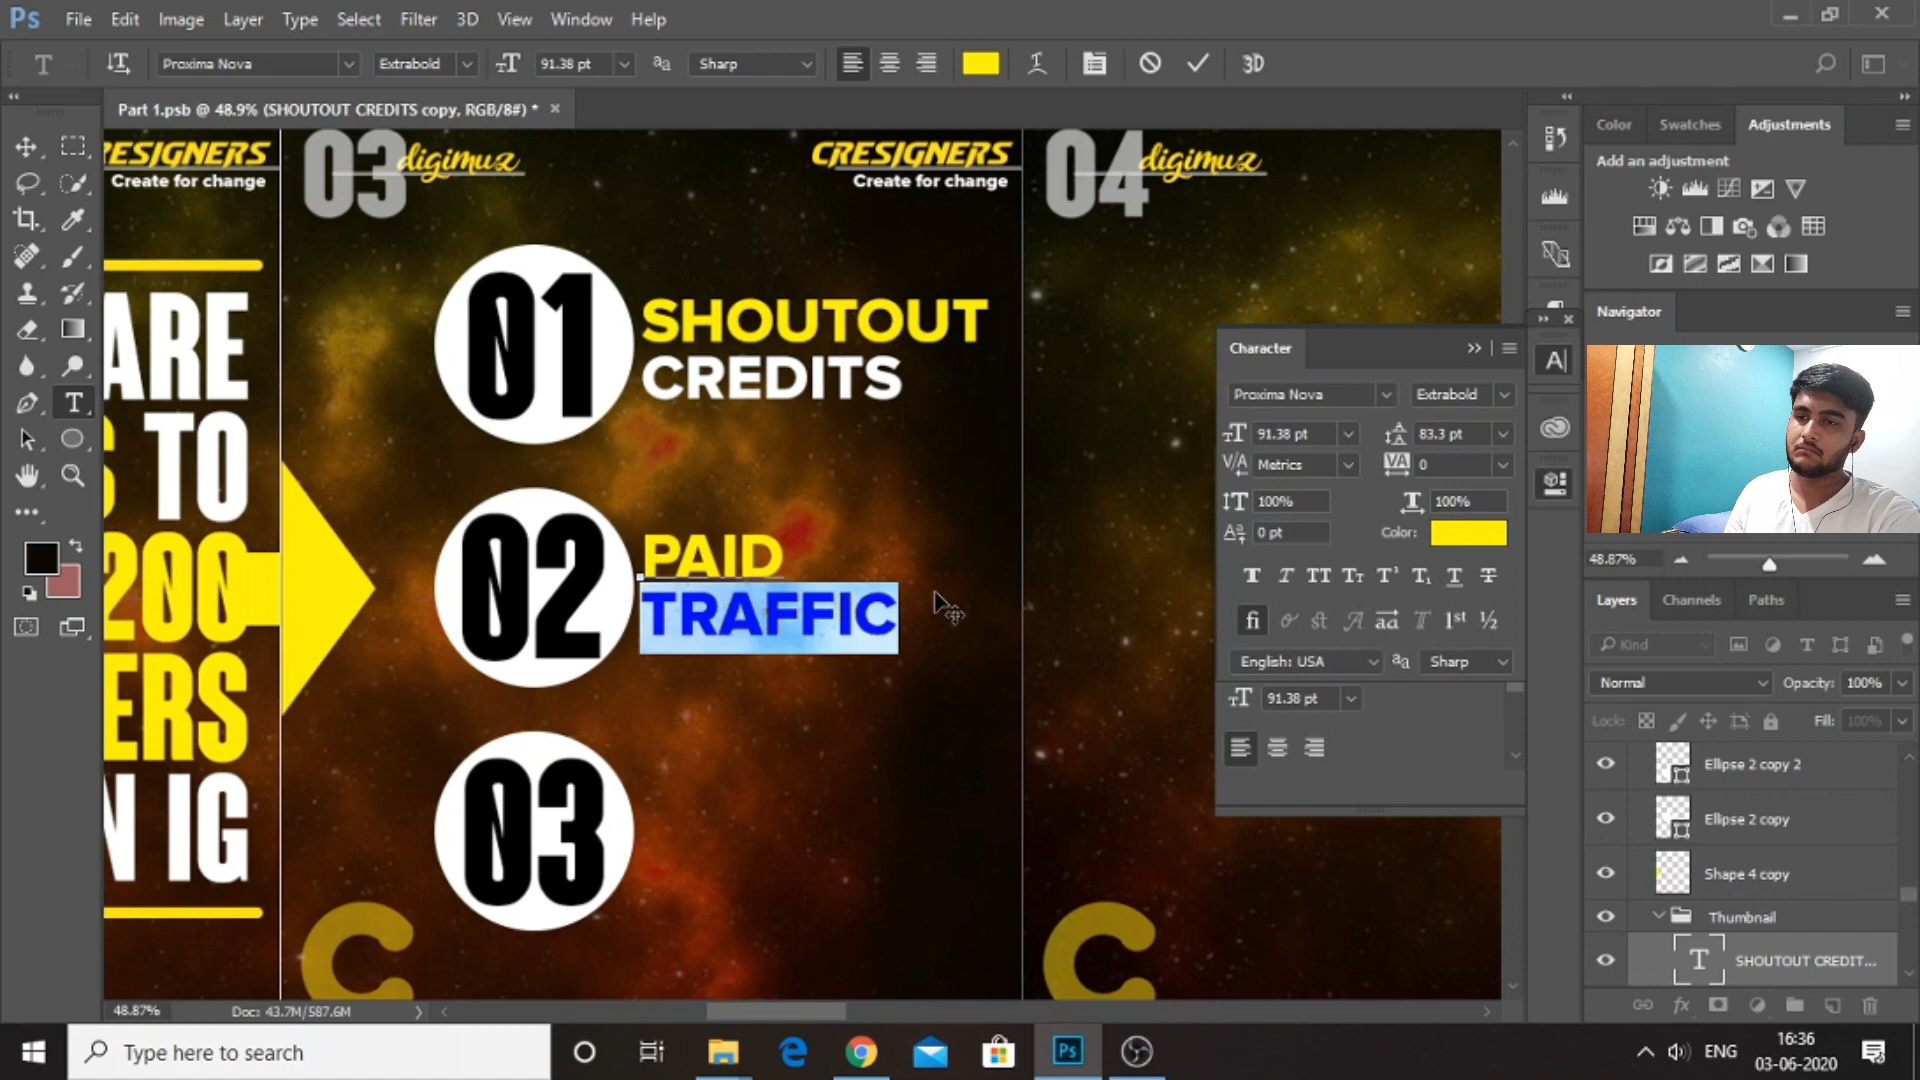 Ps File Edit Image Layer Type Select Filter 3D View Window Help
T Proxima Nova Extrabold 91.38 pt Sharp 3D
Part 1.psb @ 48.9% (SHOUTOUT CREDITS copy, RGB/8#) *
Color Swatches Adjustments
Add an adjustment
RESIGNERS
Create for change
03 digimuz
CRESIGNERS
Create for change
04 digimuz
ARE
TO
200
ERS
N IG
01
SHOUTOUT
CREDITS
02
PAID
TRAFFIC
03
C
C
Character
Proxima Nova Extrabold
91.38 pt 83.3 pt
Metrics 0
100% 100%
0 pt Color:
English: USA Sharp
91.38 pt
Navigator
48.87%
Layers Channels Paths
Kind
Normal Opacity: 100%
Lock: Fill: 100%
Ellipse 2 copy 2
Ellipse 2 copy
Shape 4 copy
Thumbnail
T SHOUTOUT CREDIT...
48.87% Doc: 43.7M/587.6M
Type here to search
Ps
ENG
16:36
03-06-2020